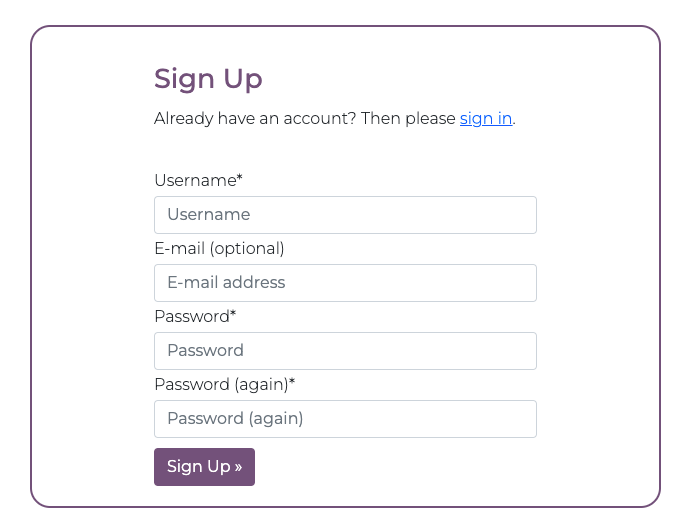 Sign Up
Already have an account? Then please sign in.
Username*
Username
E-mail (optional)
E-mail address
Password*
Password
Password (again)*
Password (again)
Sign Up »